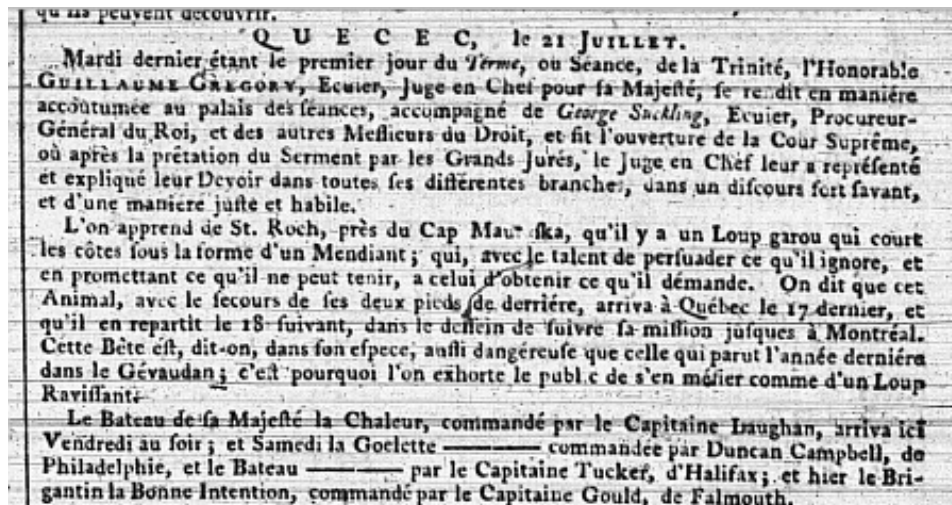 qu'ils peuvent découvrir.
QUECEC, le 21 JUILLET.
Mardi dernier étant le premier jour du Terme, ou Séance, de la Trinité, l'Honorable
GUILLAUME GREGORY, Ecuier, Juge en Chef pour ſa Majeſté, ſe rendit en maniére
accoutumée au palais des ſéances, accompagné de George Suckling, Ecuier, Procureur-
Général du Roi, et des autres Meſſieurs du Droit, et fit l'ouverture de la Cour Suprême,
où après la prétation du Serment par les Grands Jurés, le Juge en Chef leur a repréſenté
et expliqué leur Devoir dans toutes ſes différentes branches, dans un diſcours fort ſavant,
et d'une maniére juſte et habile.
L'on apprend de St. Roch, près du Cap ſka, qu'il y a un Loup garou qui court
les côtes ſous la forme d'un Mendiant; qui, avec le talent de perſuader ce qu'il ignore, et
en promettant ce qu'il ne peut tenir, a celui d'obtenir ce qu'il démande. On dit que cet
Animal, avec le ſecours de ſes deux pieds de derriére, arriva à Québec le 17 dernier, et
qu'il en repartit le 18 ſuivant, dans le deſſein de ſuivre ſa miſſion juſques à Montréal.
Cette Bête éſt, dit-on, dans ſon eſpece, auſſi dangéreuſe que celle qui parut l'année derniére
dans le Gévaudan; c'eſt pourquoi l'on exhorte le public de s'en méfier comme d'un Loup
Raviſſant.
Le Bateau de ſa Majeſté la Chaleur, commandé par le Capitaine Laughan, arriva ici
Vendredi au ſoir; et Samedi la Goelette ——— commandée par Duncan Campbell, de
Philadelphie, et le Bateau ——— par le Capitaine Tucker, d'Halifax; et hier le Bri-
gantin la Bonne Intention, commandé par le Capitaine Gould, de Falmouth.